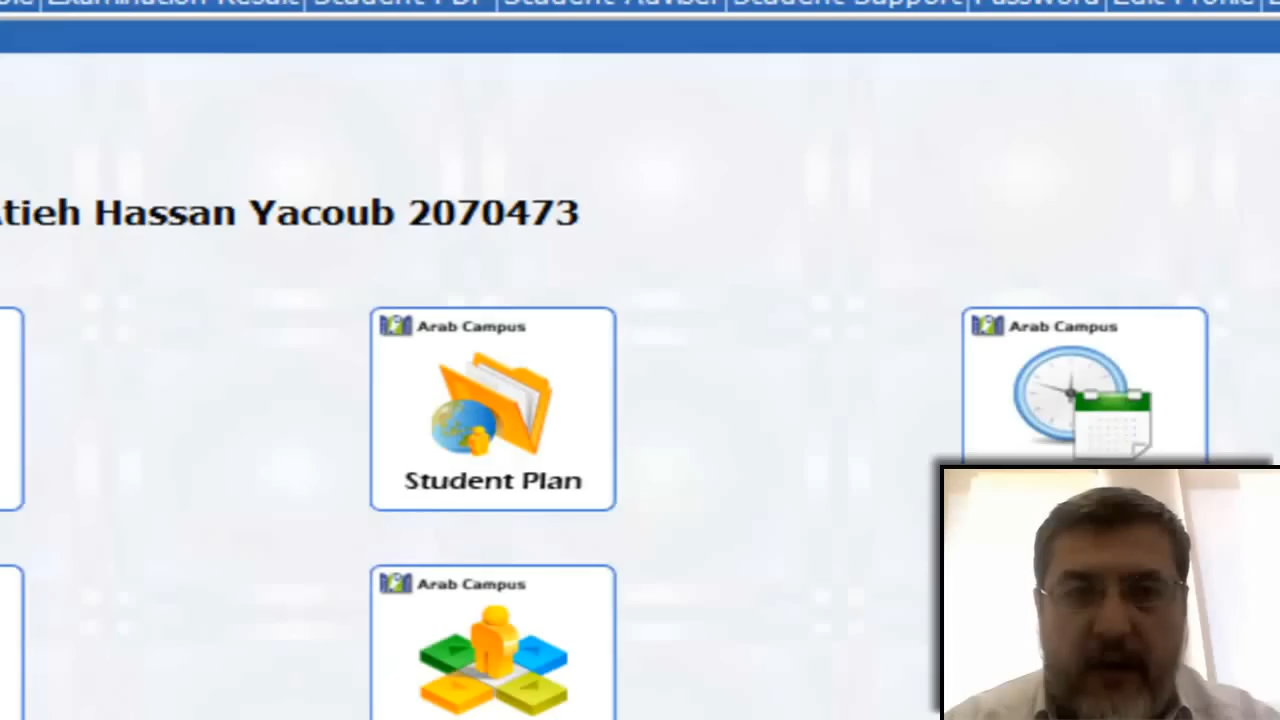 Examination Result Student PDF Student Adviser Student Support Password Edit Profile
Hassan Yacoub 2070473
Arab Campus
Student Plan
Arab Campus
Arab Campus